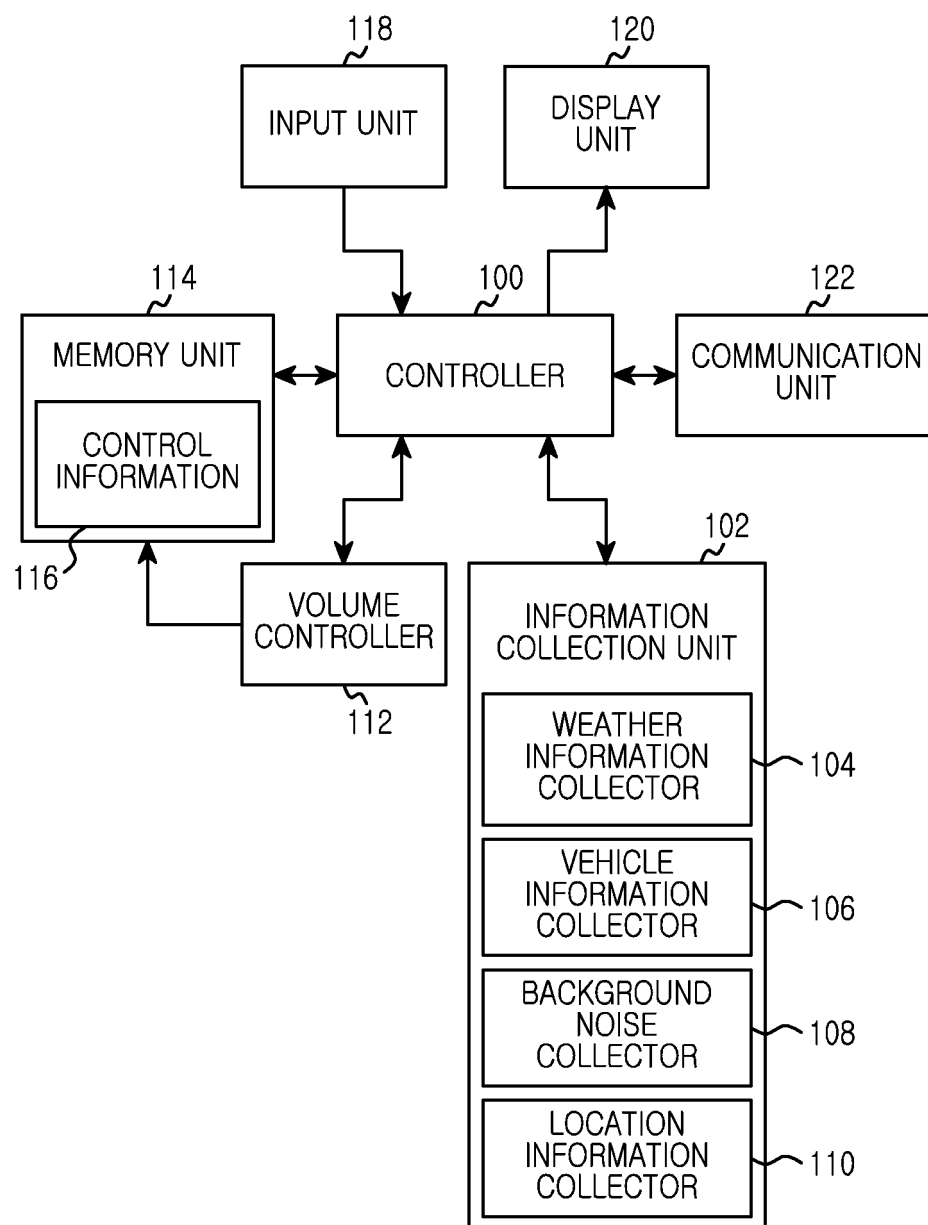 118
INPUT UNIT
120
DISPLAY
UNIT
114
MEMORY UNIT
CONTROL
INFORMATION
116
100
CONTROLLER
122
COMMUNICATION
UNIT
VOLUME
CONTROLLER
112
102
INFORMATION
COLLECTION UNIT
WEATHER
INFORMATION
COLLECTOR
104
VEHICLE
INFORMATION
COLLECTOR
106
BACKGROUND
NOISE
COLLECTOR
108
LOCATION
INFORMATION
COLLECTOR
110